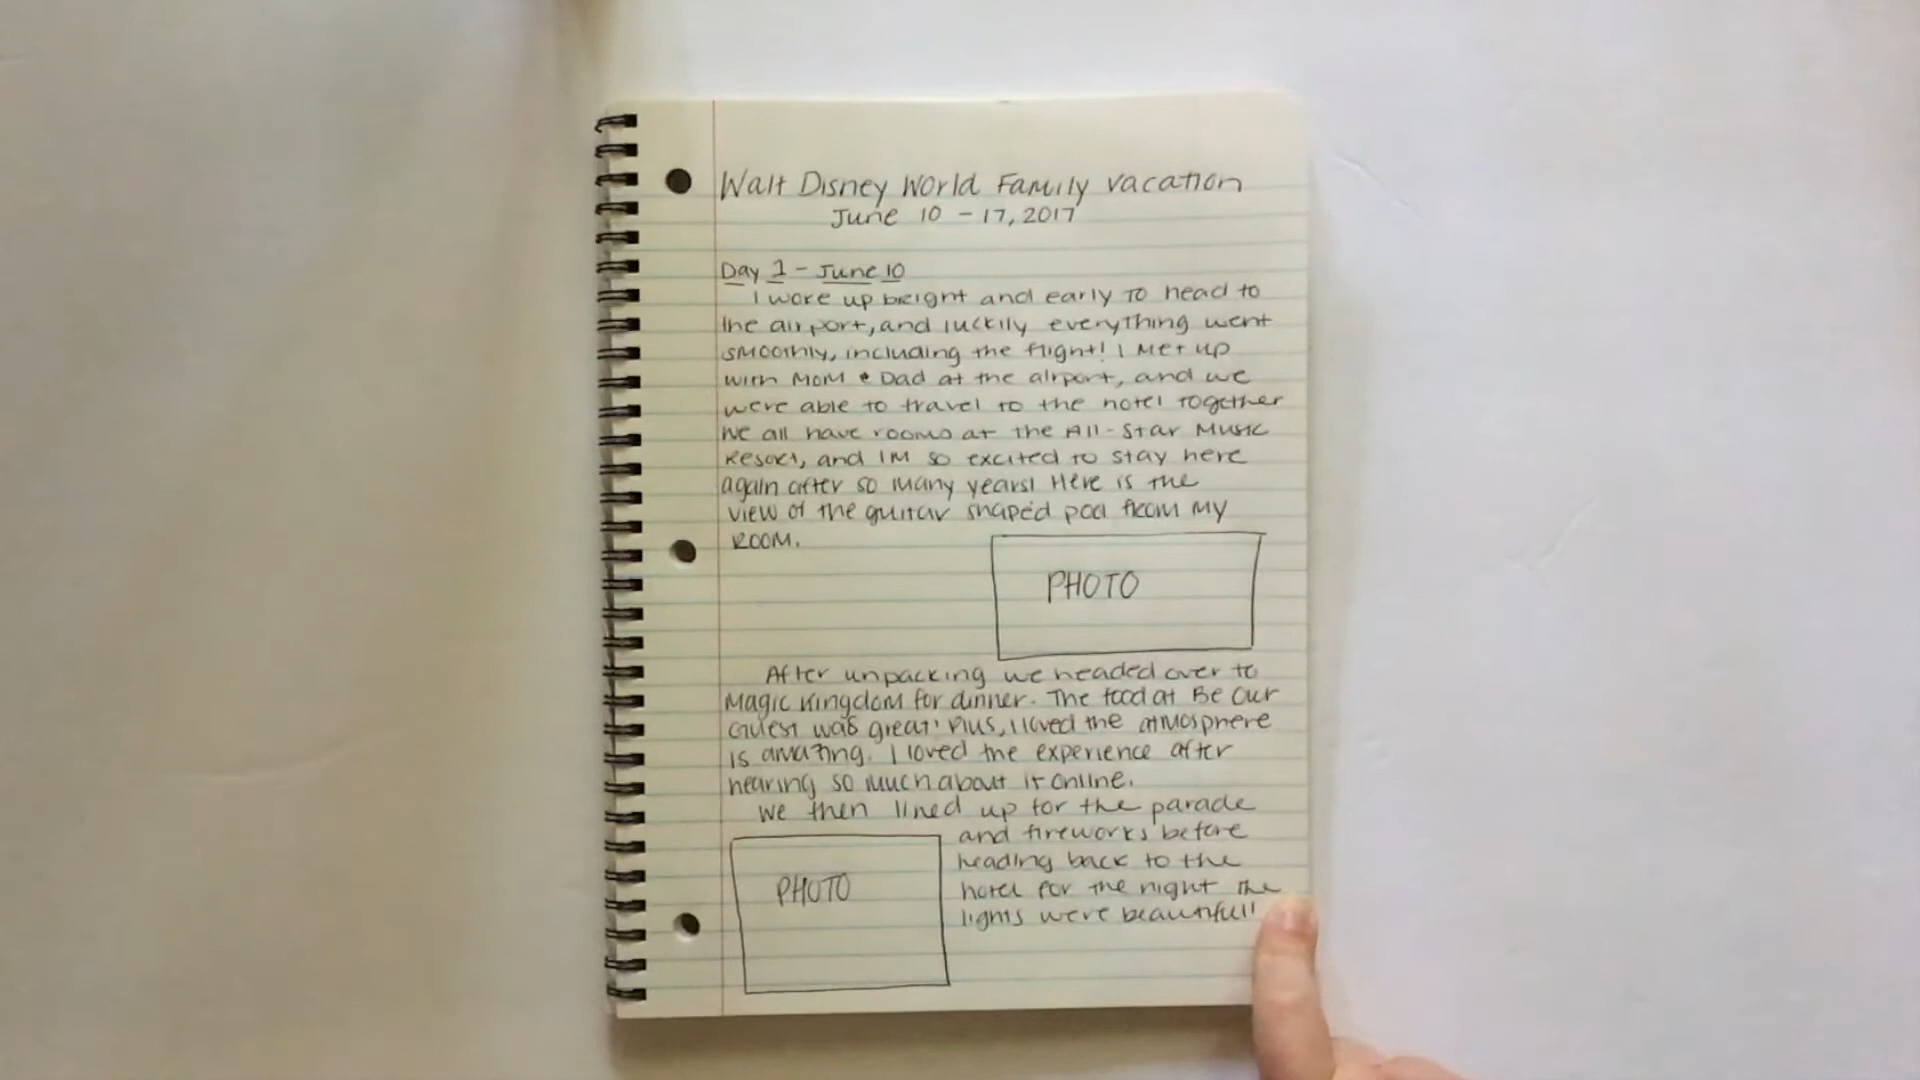 Walt Disney World Family Vacation
June 10 - 17, 2017
Day 1 - June 10
I woke up bright and early to head to
the airport, and luckily everything went
smoothly, including the flight! I met up
with Mom & Dad at the airport, and we
were able to travel to the hotel together
We all have rooms at the All-Star Music
Resort, and I'm so excited to stay here
again after so many years! Here is the
view of the guitar shaped pool from my
room.
PHOTO
After unpacking we headed over to
Magic Kingdom for dinner. The food at Be Our
Guest was great! Plus, I loved the atmosphere
is amazing. I loved the experience after
hearing so much about it online.
We then lined up for the parade
and fireworks before
heading back to the
hotel for the night The
lights were beautiful!
PHOTO